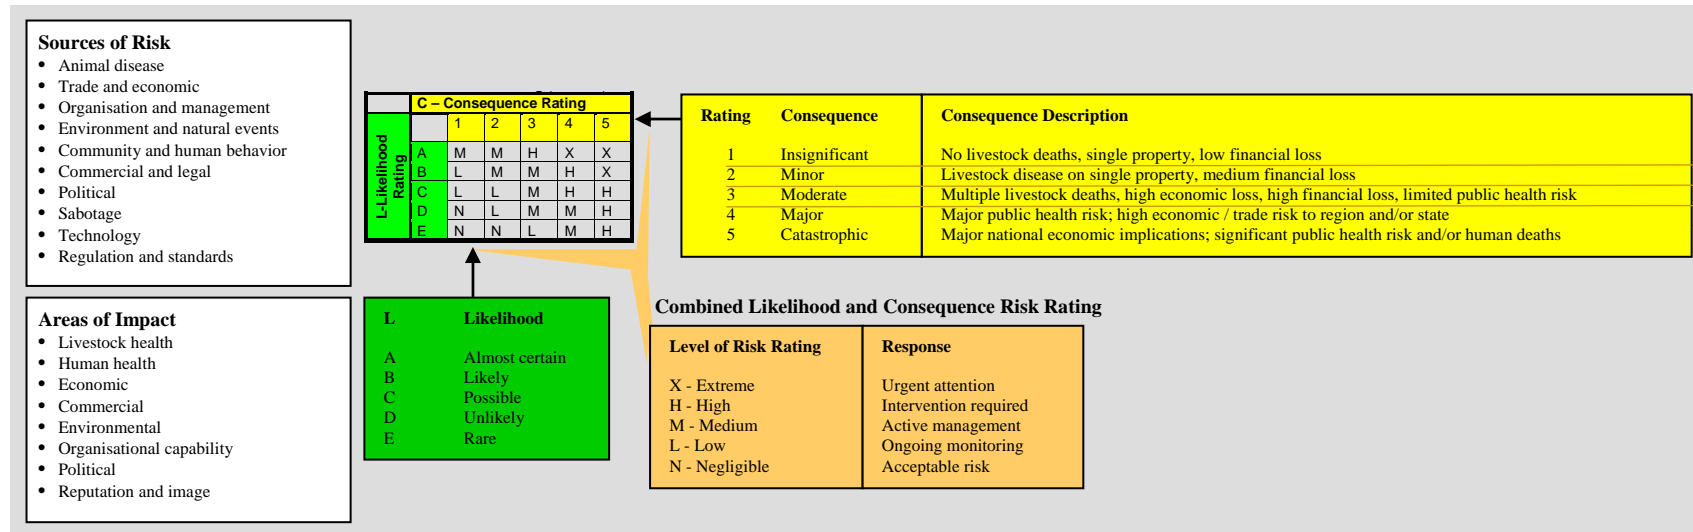 Sources of Risk
• Animal disease
• Trade and economic
• Organisation and management
• Environment and natural events
• Community and human behavior
• Commercial and legal
• Political
• Sabotage
• Technology
• Regulation and standards
Areas of Impact
• Livestock health
• Human health
• Economic
• Commercial
• Environmental
• Organisational capability
• Political
• Reputation and image
C – Consequence Rating
L-Likelihood
Rating
1 2 3 4 5
A M M H X X
B L M M H X
C L L M H H
D N L M M H
E N N L M H
Rating Consequence Consequence Description
1 Insignificant No livestock deaths, single property, low financial loss
2 Minor Livestock disease on single property, medium financial loss
3 Moderate Multiple livestock deaths, high economic loss, high financial loss, limited public health risk
4 Major Major public health risk; high economic / trade risk to region and/or state
5 Catastrophic Major national economic implications; significant public health risk and/or human deaths
L Likelihood
A Almost certain
B Likely
C Possible
D Unlikely
E Rare
Combined Likelihood and Consequence Risk Rating
Level of Risk Rating Response
X - Extreme Urgent attention
H - High Intervention required
M - Medium Active management
L - Low Ongoing monitoring
N - Negligible Acceptable risk